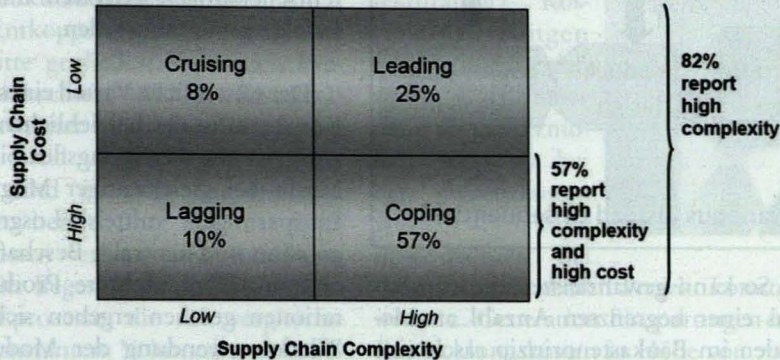 Supply Chain
Cost
Low
High
Cruising
8%
Leading
25%
Lagging
10%
Coping
57%
57%
report
high
complexity
and
high cost
82%
report
high
complexity
Low
High
Supply Chain Complexity